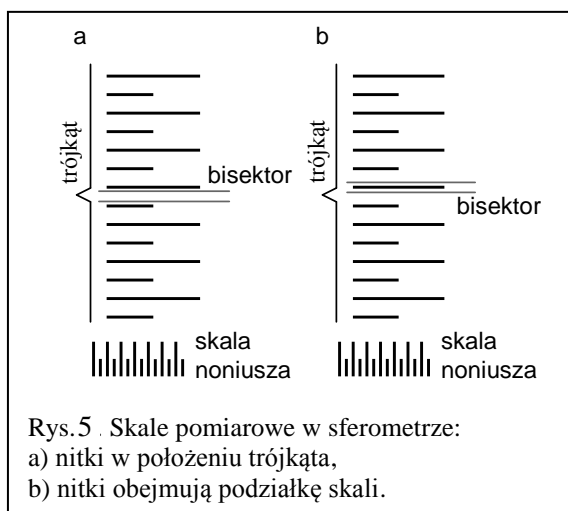 a
b
trójkąt
bisektor
trójkąt
bisektor
skala
noniusza
skala
noniusza
Rys.5 . Skale pomiarowe w sferometrze:
a) nitki w położeniu trójkąta,
b) nitki obejmują podziałkę skali.